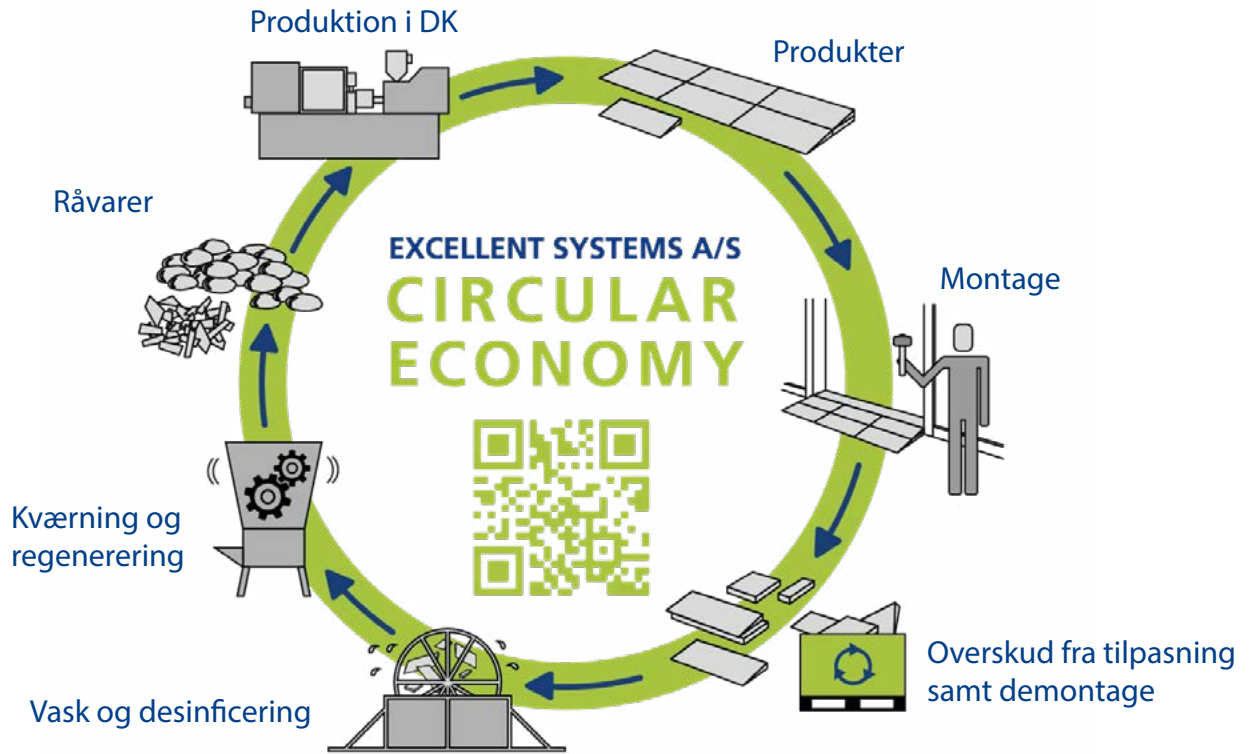 Produktion i DK
Produkter
Råvarer
EXCELLENT SYSTEMS A/S
CIRCULAR
ECONOMY
Montage
Kværning og
regenerering
Overskud fra tilpasning
samt demontage
Vask og desinficering